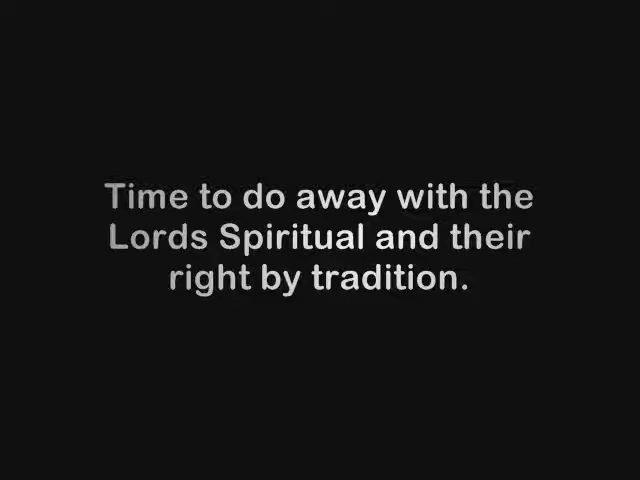 Time to do away with the
Lords Spiritual and their
right by tradition.